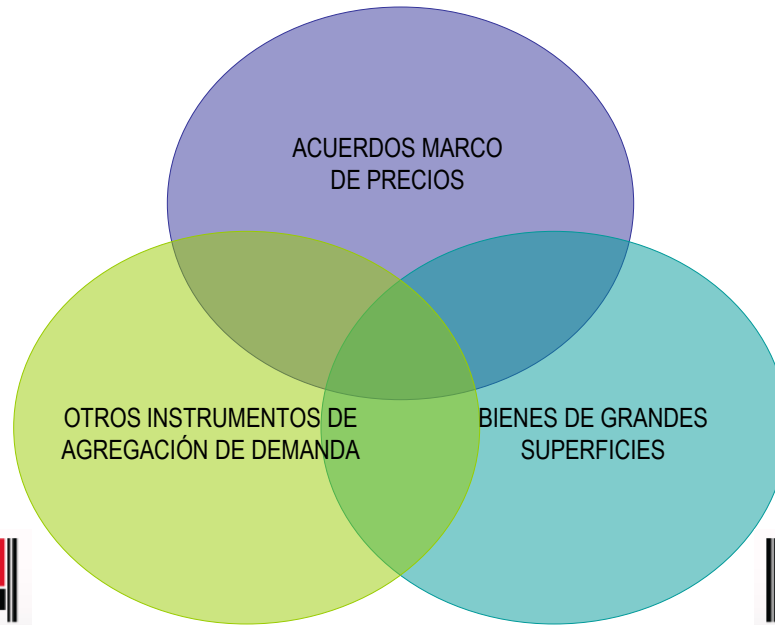 ACUERDOS MARCO
DE PRECIOS
OTROS INSTRUMENTOS DE
AGREGACIÓN DE DEMANDA
BIENES DE GRANDES
SUPERFICIES